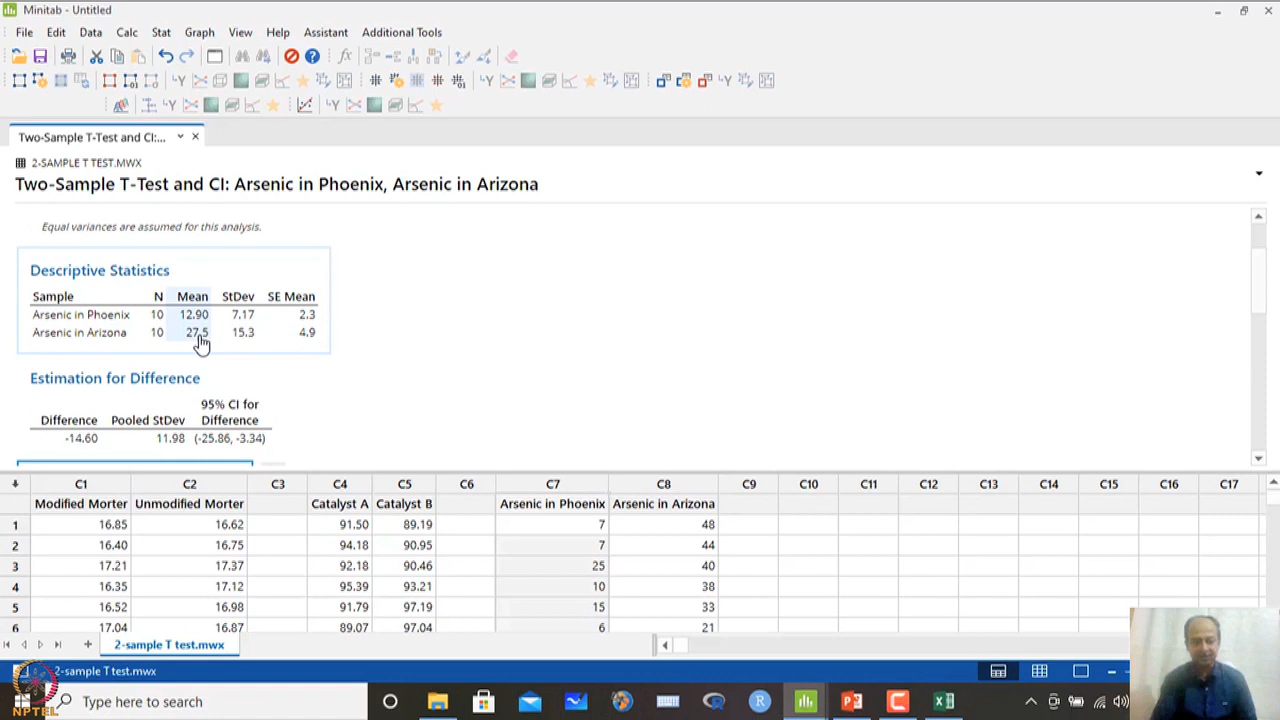 Minitab - Untitled
File Edit Data Calc Stat Graph View Help Assistant Additional Tools
Two-Sample T-Test and CI:...
2-SAMPLE T TEST.MWX
Two-Sample T-Test and CI: Arsenic in Phoenix, Arsenic in Arizona
Equal variances are assumed for this analysis.
Descriptive Statistics
Sample N Mean StDev SE Mean
Arsenic in Phoenix 10 12.90 7.17 2.3
Arsenic in Arizona 10 27.5 15.3 4.9
Estimation for Difference
95% CI for
Difference Pooled StDev Difference
-14.60 11.98 (-25.86, -3.34)
C1 C2 C3 C4 C5 C6 C7 C8 C9 C10 C11 C12 C13 C14 C15 C16 C17
Modified Morter Unmodified Morter Catalyst A Catalyst B Arsenic in Phoenix Arsenic in Arizona
1 16.85 16.62 91.50 89.19 7 48
2 16.40 16.75 94.18 90.95 7 44
3 17.21 17.37 92.18 90.46 25 40
4 16.35 17.12 95.39 93.21 10 38
5 16.52 16.98 91.79 97.19 15 33
6 17.04 16.87 89.07 97.04 6 21
2-sample T test.mwx
2-sample T test.mwx
Type here to search
NPTEL